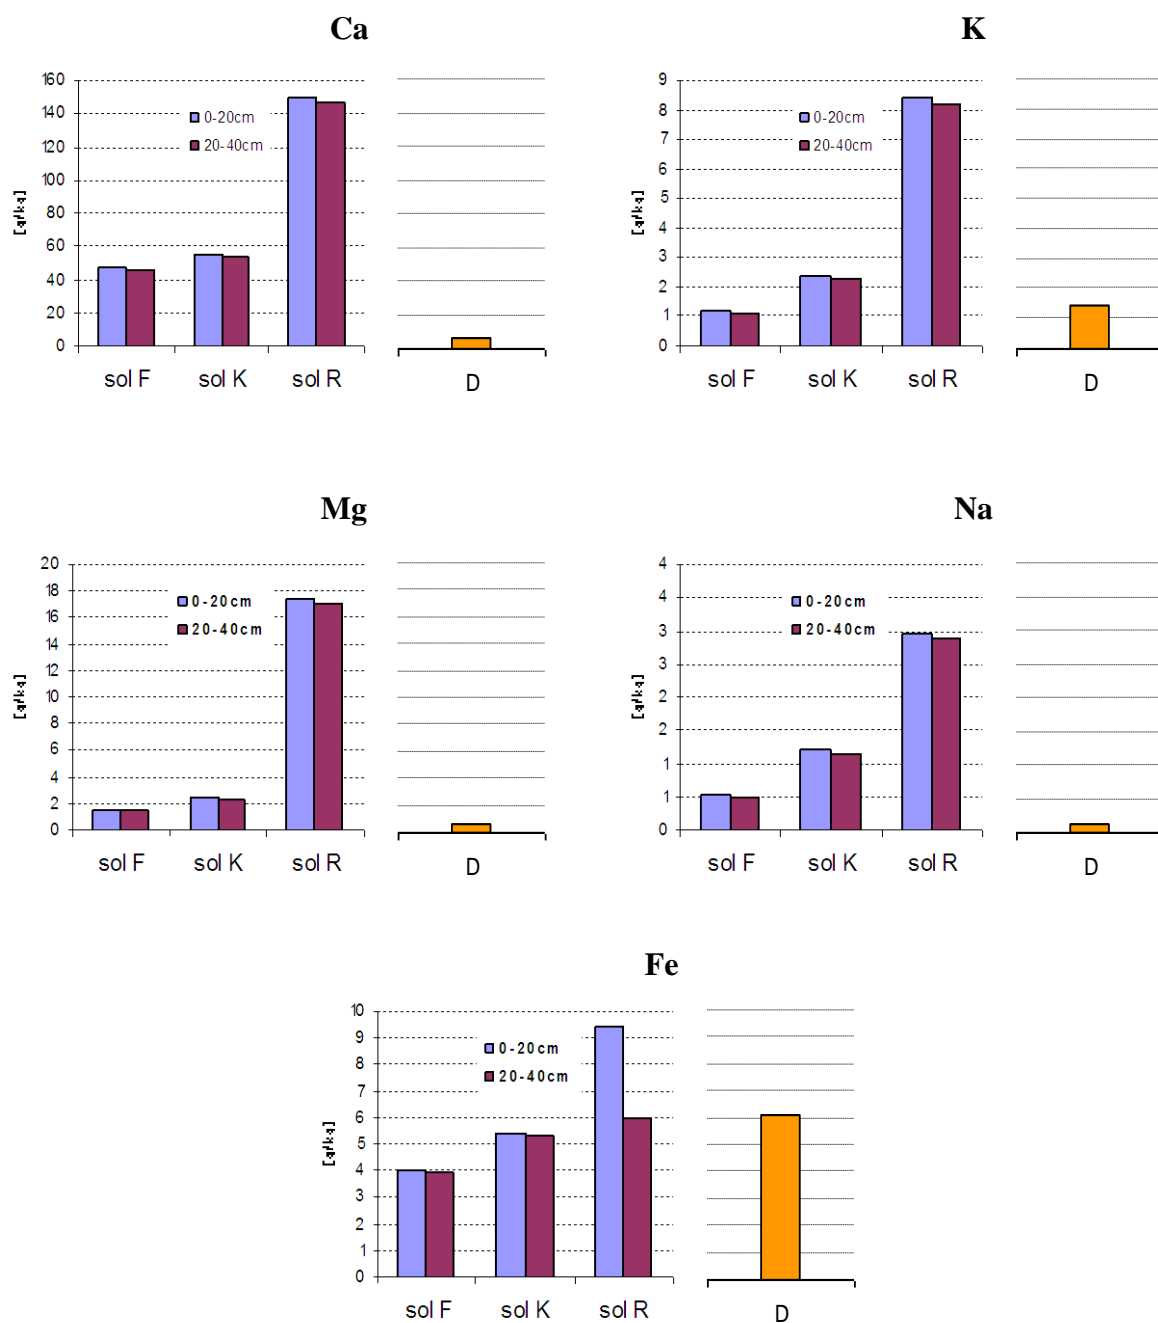 Ca
160
140
120
100
80
60
40
20
0
[g/kg]
0-20cm
20-40cm
sol F
sol K
sol R
D
K
9
8
7
6
5
4
3
2
1
0
[g/kg]
0-20cm
20-40cm
sol F
sol K
sol R
D
Mg
20
18
16
14
12
10
8
6
4
2
0
[g/kg]
0-20cm
20-40cm
sol F
sol K
sol R
D
Na
4
4
3
3
2
2
1
1
0
[g/kg]
0-20cm
20-40cm
sol F
sol K
sol R
D
Fe
10
9
8
7
6
5
4
3
2
1
0
[g/kg]
0-20cm
20-40cm
sol F
sol K
sol R
D